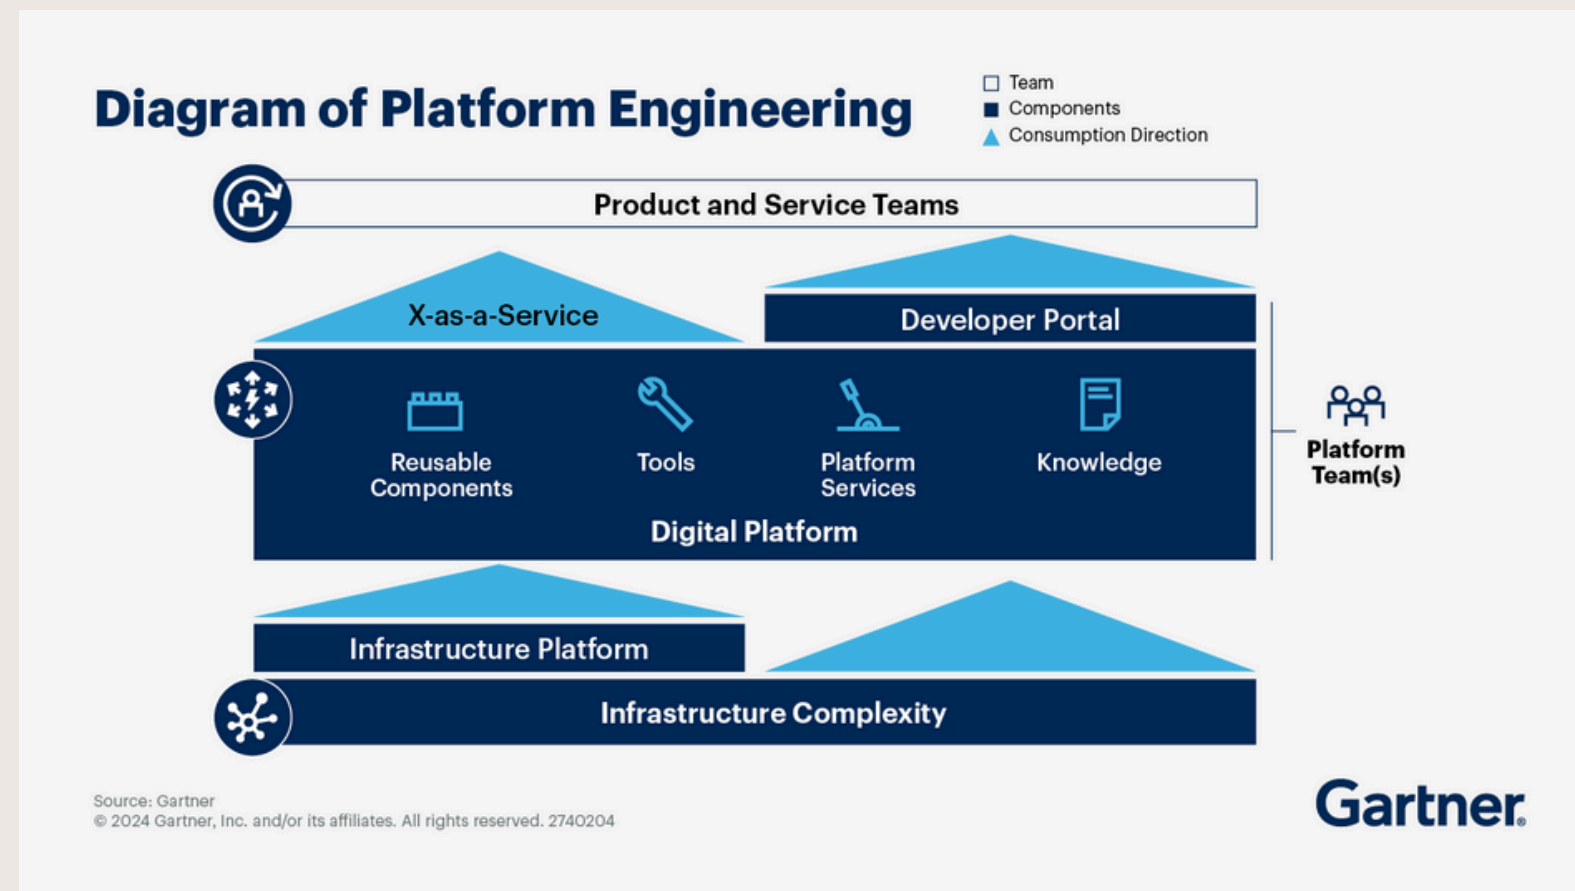 Diagram of Platform Engineering
Team
Components
Consumption Direction
Product and Service Teams
X-as-a-Service
Developer Portal
Reusable
Components
Tools
Platform
Services
Knowledge
Digital Platform
Platform
Team(s)
Infrastructure Platform
Infrastructure Complexity
Source: Gartner
© 2024 Gartner, Inc. and/or its affiliates. All rights reserved. 2740204
Gartner®